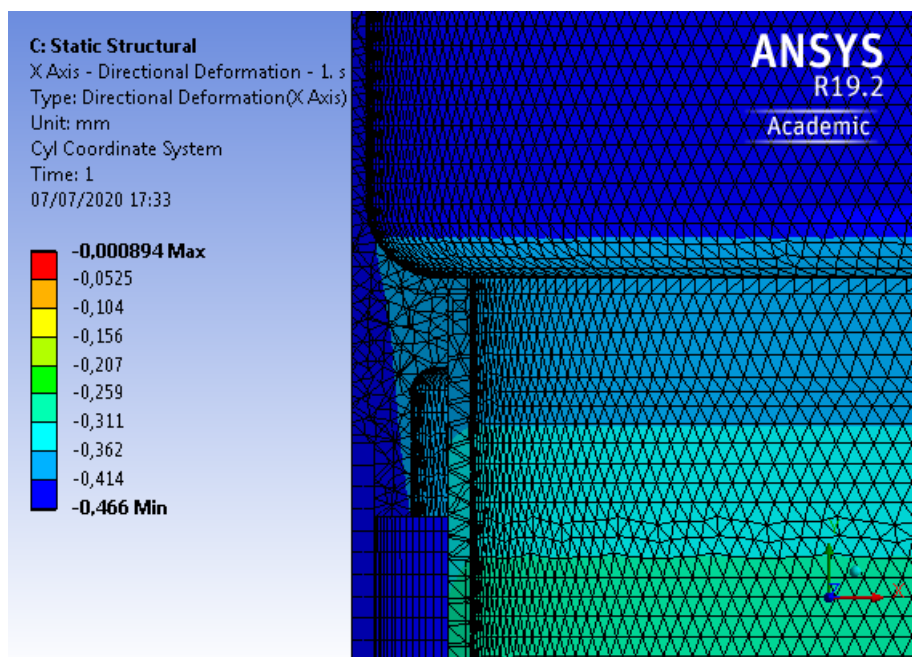 C: Static Structural
X Axis - Directional Deformation - 1. s
Type: Directional Deformation(X Axis)
Unit: mm
Cyl Coordinate System
Time: 1
07/07/2020 17:33
-0,000894 Max
-0,0525
-0,104
-0,156
-0,207
-0,259
-0,311
-0,362
-0,414
-0,466 Min
ANSYS
R19.2
Academic
Y
Z
X